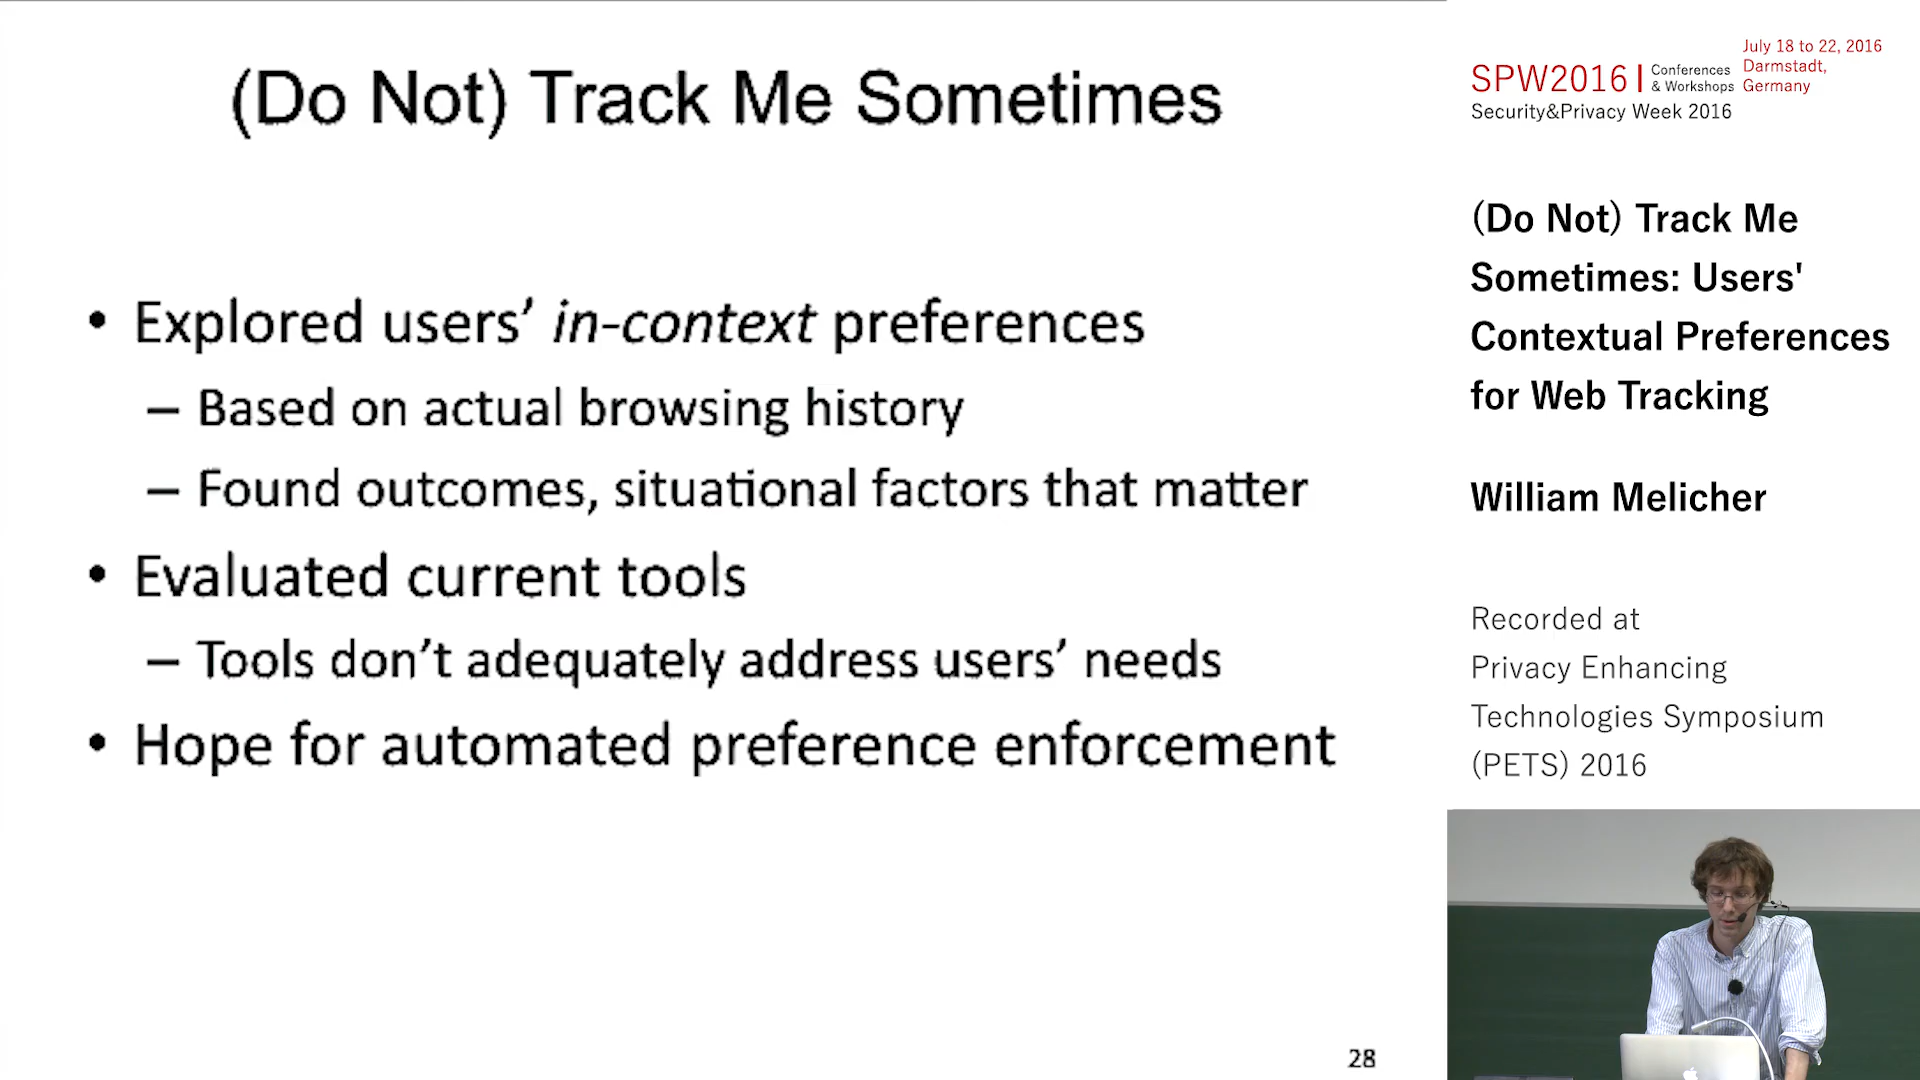 (Do Not) Track Me Sometimes
• Explored users’ in-context preferences
– Based on actual browsing history
– Found outcomes, situational factors that matter
• Evaluated current tools
– Tools don’t adequately address users’ needs
• Hope for automated preference enforcement
28
SPW2016 | Conferences & Workshops
July 18 to 22, 2016
Darmstadt,
Germany
Security&Privacy Week 2016
(Do Not) Track Me
Sometimes: Users'
Contextual Preferences
for Web Tracking
William Melicher
Recorded at
Privacy Enhancing
Technologies Symposium
(PETS) 2016